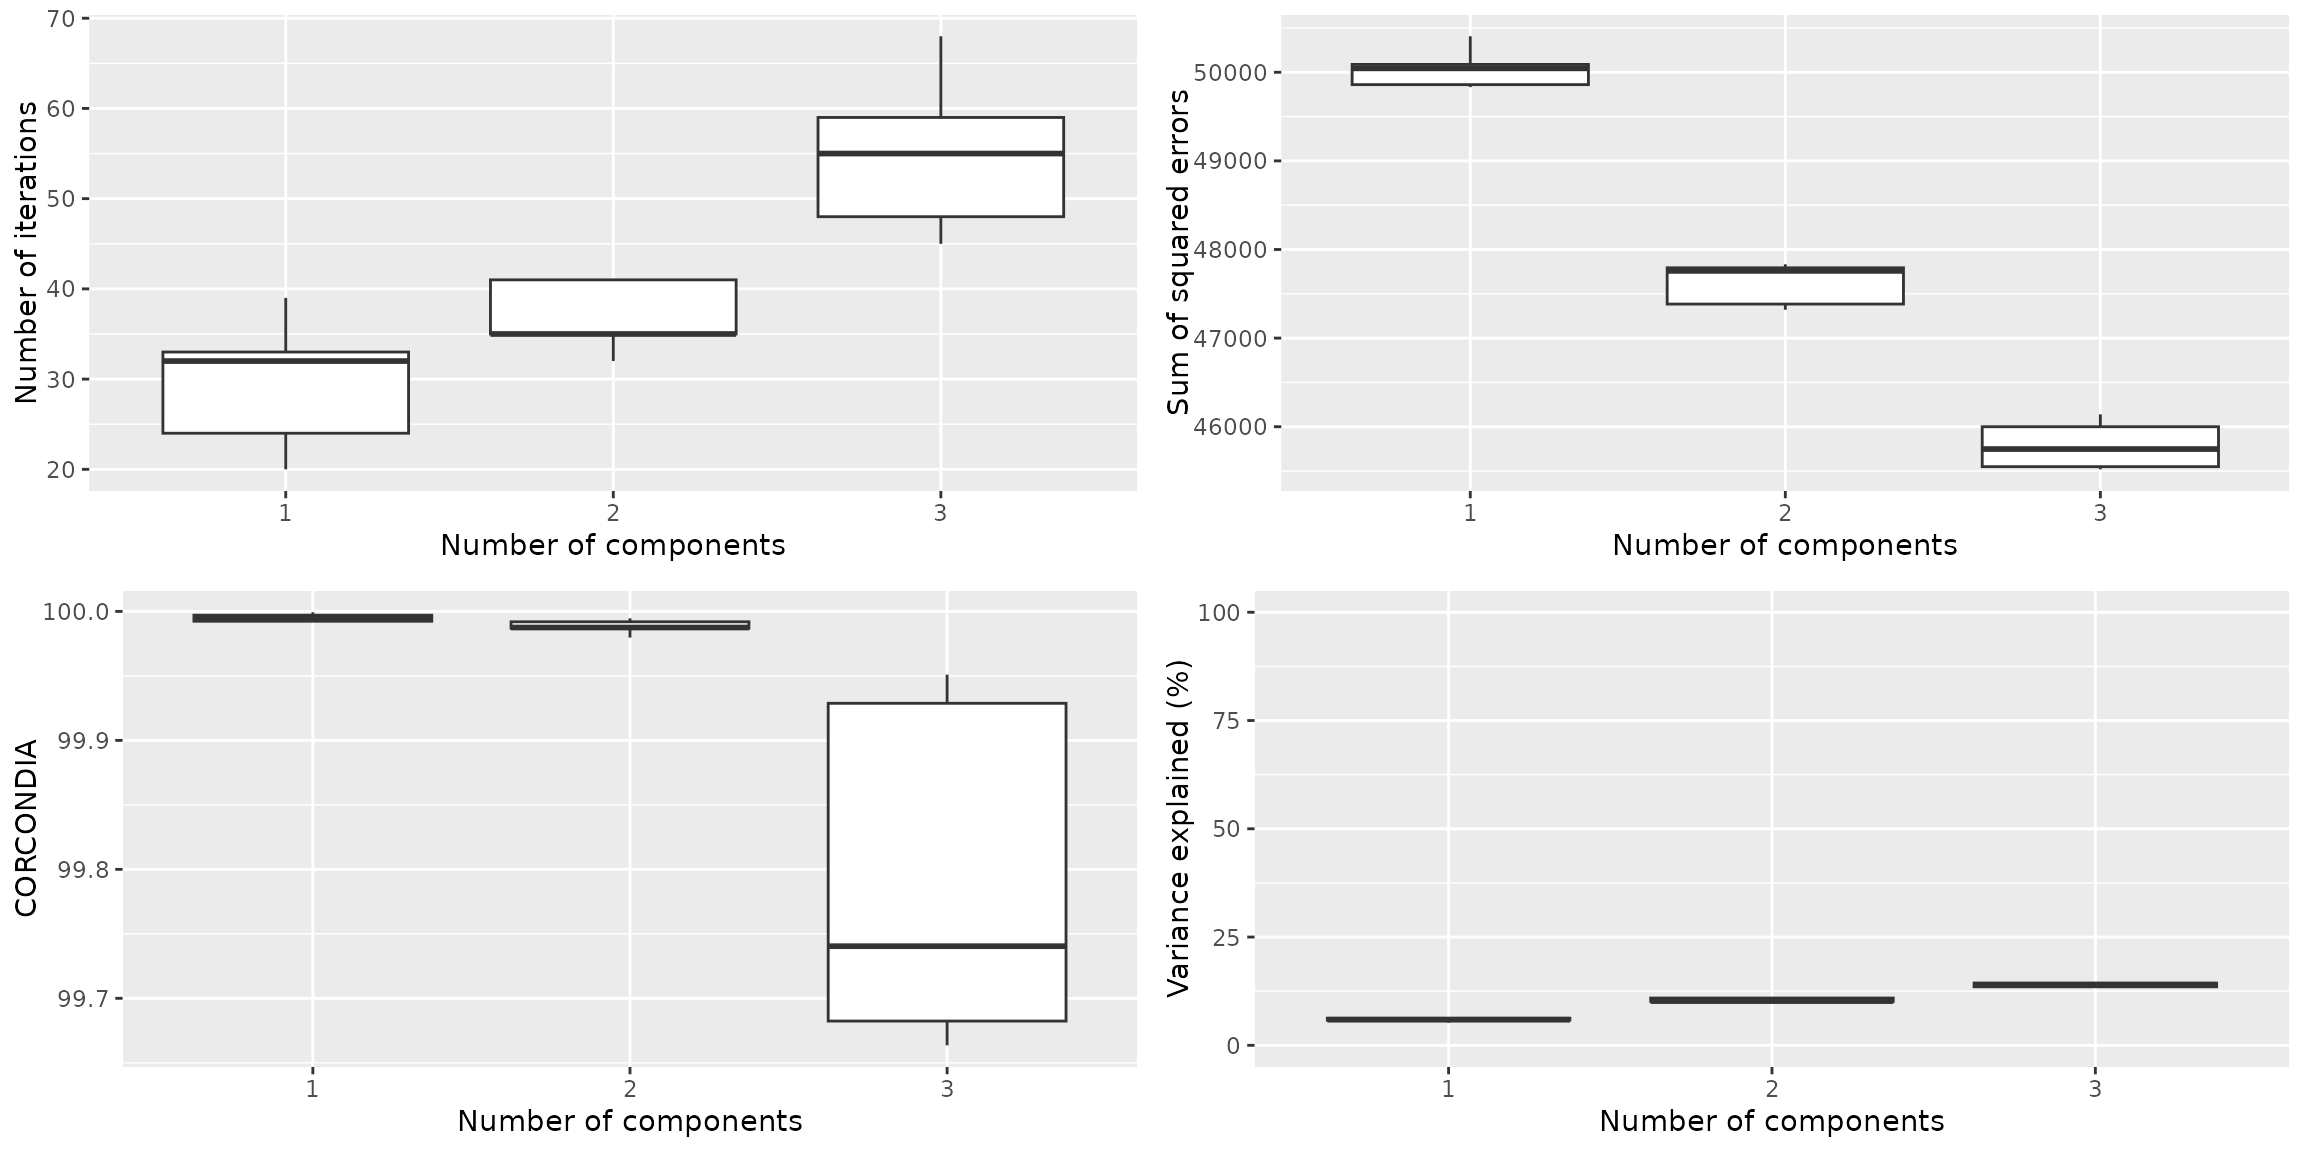 Number of iterations
70
60
50
40
30
20
1 2 3
Number of components
Sum of squared errors
50000
49000
48000
47000
46000
1 2 3
Number of components
CORCONDIA
100.0
99.9
99.8
99.7
1 2 3
Number of components
Variance explained (%)
100
75
50
25
0
1 2 3
Number of components